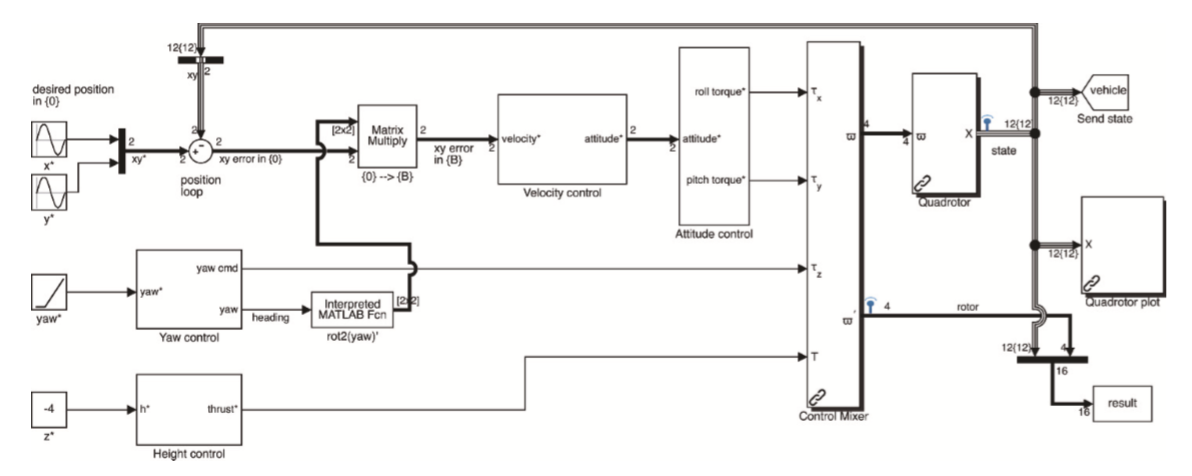 12{12}
xy
2
desired position
in {0}
x*
y*
2
xy*
2
2
2
xy error in {0}
position
loop
[2x2]
2
Matrix
Multiply
{0} --> {B}
2
xy error
in {B}
2
velocity*
attitude*
Velocity control
2
2
attitude*
roll torque*
pitch torque*
Attitude control
τx
τy
τz
T
ϖ
ϖ'
Control Mixer
4
4
ϖ
X
Quadrotor
12{12}
state
12{12}
vehicle
Send state
12{12}
X
Quadrotor plot
yaw*
yaw*
yaw cmd
yaw
Yaw control
heading
Interpreted
MATLAB Fcn
rot2(yaw)'
[2x2]
4
rotor
12{12}
4
16
16
result
-4
z*
h*
thrust*
Height control